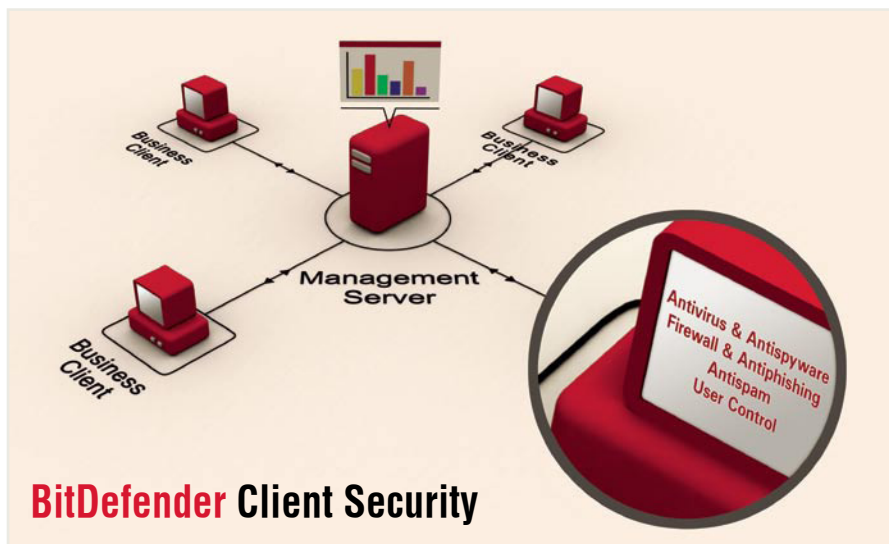 Business
Client
Business
Client
Management
Server
Business
Client
Antivirus & Antispyware
Firewall & Antiphishing
Antispam
User Control
BitDefender Client Security